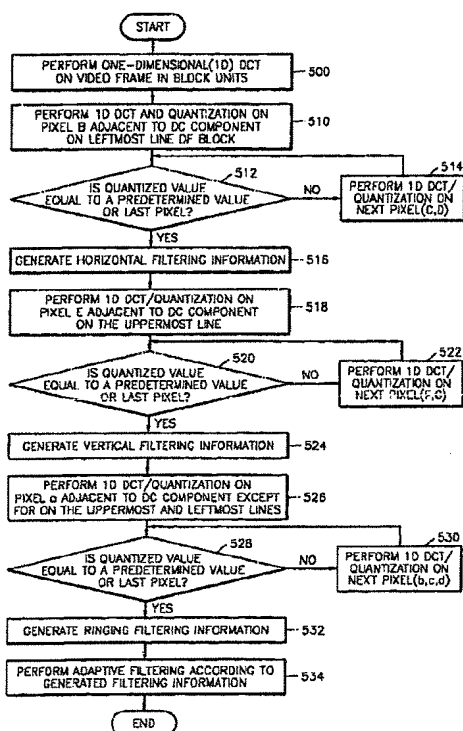 START
PERFORM ONE-DIMENSIONAL(1D) DCT
ON VIDEO FRAME IN BLOCK UNITS
500
PERFORM 1D DCT AND QUANTIZATION ON
PIXEL B ADJACENT TO DC COMPONENT
ON LEFTMOST LINE OF BLOCK
510
512
IS QUANTIZED VALUE
EQUAL TO A PREDETERMINED VALUE
OR LAST PIXEL?
NO
514
PERFORM 1D DCT/
QUANTIZATION ON
NEXT PIXEL(C,D)
YES
GENERATE HORIZONTAL FILTERING INFORMATION
516
PERFORM 1D DCT/QUANTIZATION ON
PIXEL E ADJACENT TO DC COMPONENT
ON THE UPPERMOST LINE
518
520
IS QUANTIZED VALUE
EQUAL TO A PREDETERMINED VALUE
OR LAST PIXEL?
NO
522
PERFORM 1D DCT/
QUANTIZATION ON
NEXT PIXEL(F,G)
YES
GENERATE VERTICAL FILTERING INFORMATION
524
PERFORM 1D DCT/QUANTIZATION ON
PIXEL a ADJACENT TO DC COMPONENT EXCEPT
FOR ON THE UPPERMOST AND LEFTMOST LINES
526
528
IS QUANTIZED VALUE
EQUAL TO A PREDETERMINED VALUE
OR LAST PIXEL?
NO
530
PERFORM 1D DCT/
QUANTIZATION ON
NEXT PIXEL(b,c,d)
YES
GENERATE RINGING FILTERING INFORMATION
532
PERFORM ADAPTIVE FILTERING ACCORDING TO
GENERATED FILTERING INFORMATION
534
END